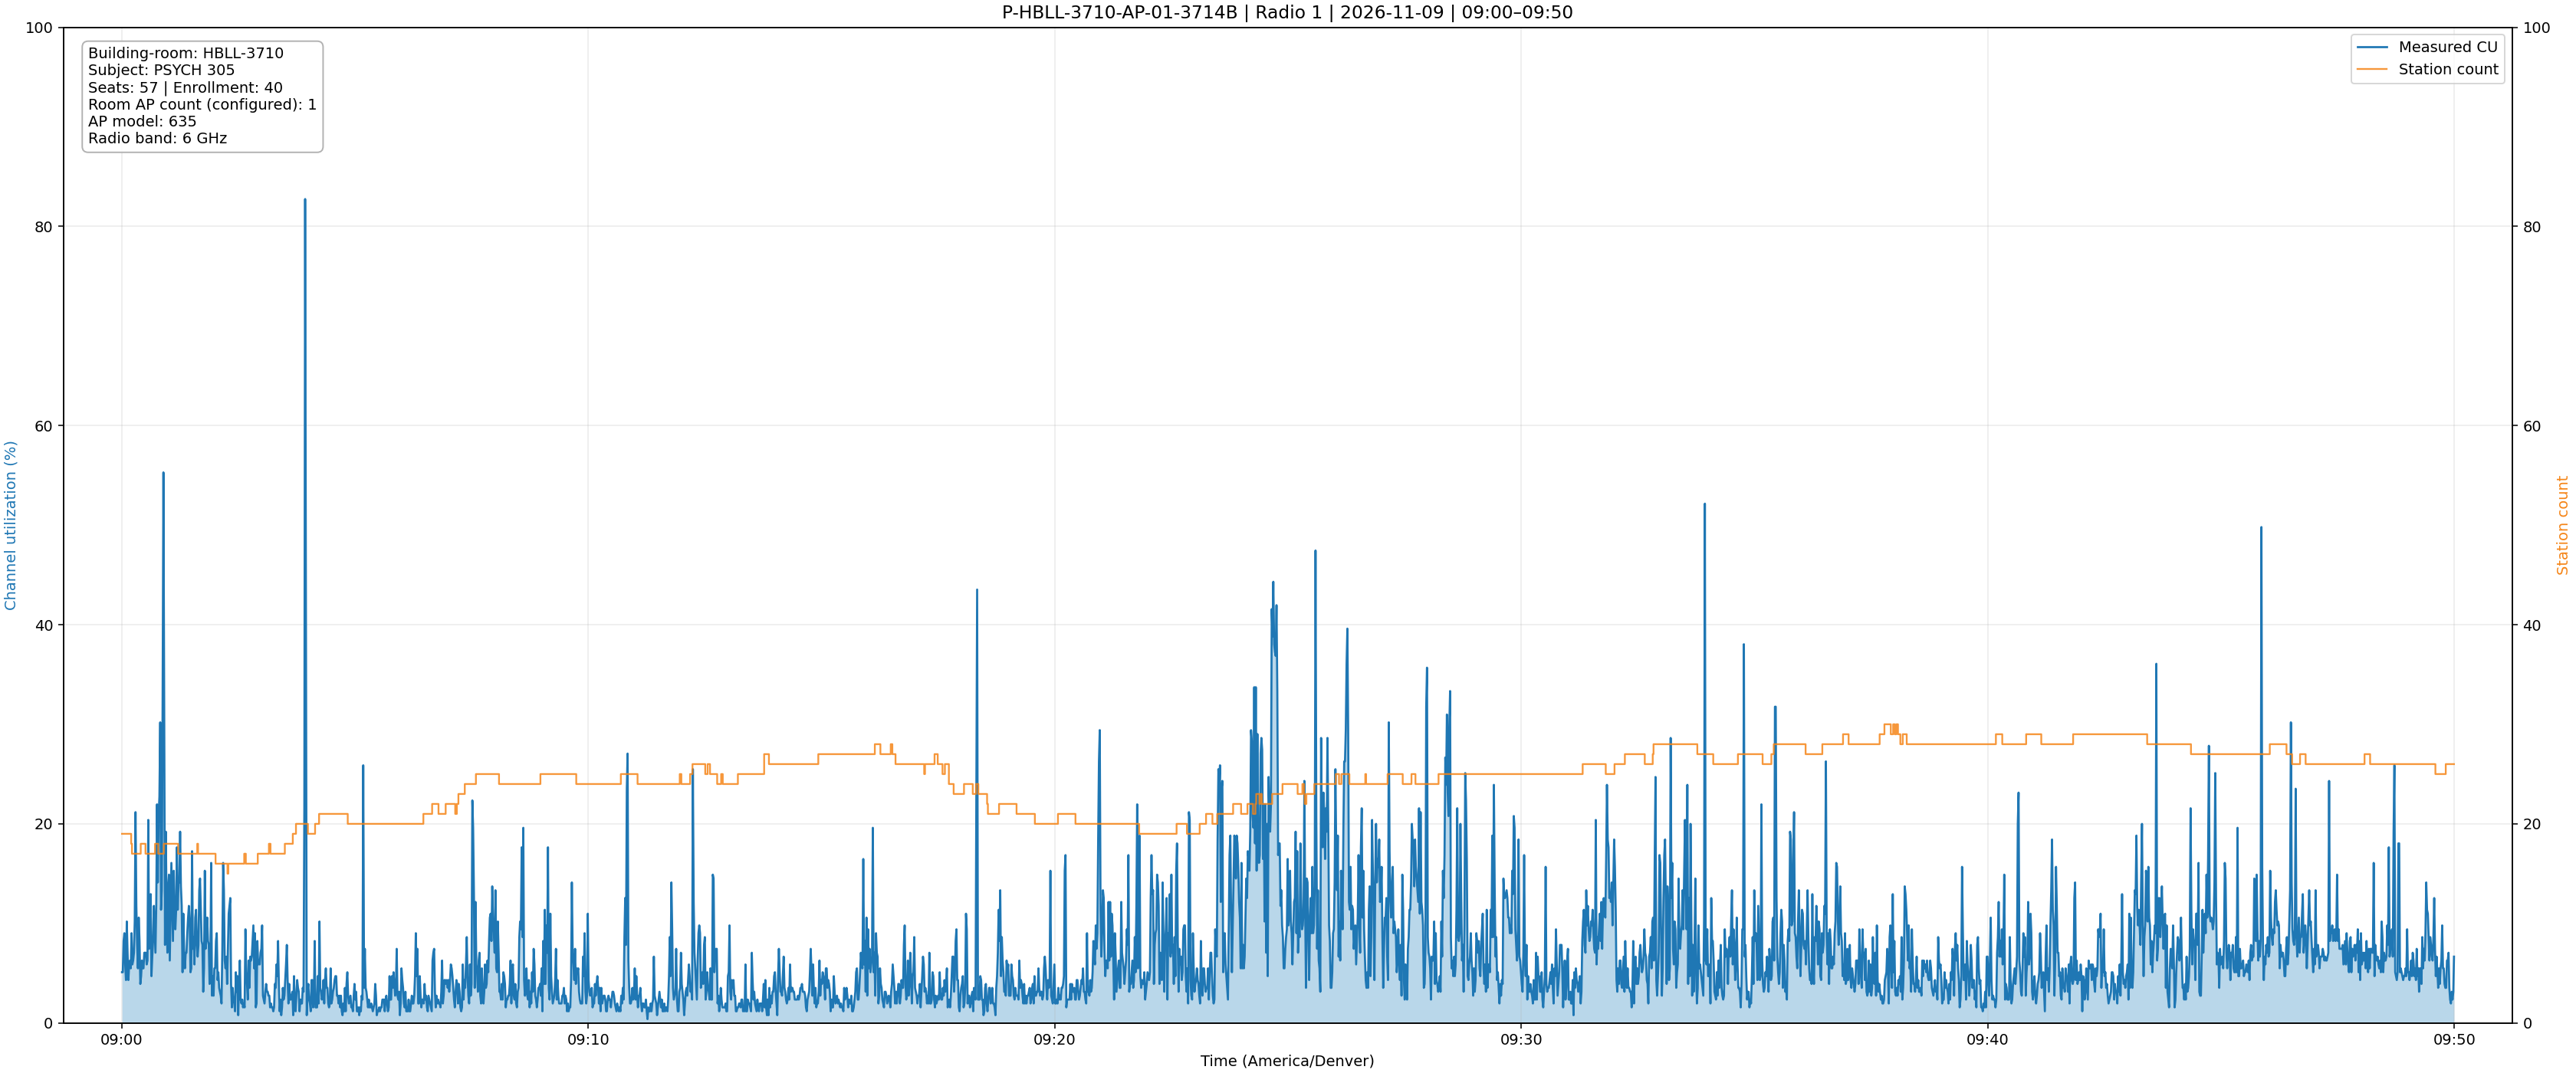 P-HBLL-3710-AP-01-3714B | Radio 1 | 2026-11-09 | 09:00–09:50
Building-room: HBLL-3710
Subject: PSYCH 305
Seats: 57 | Enrollment: 40
Room AP count (configured): 1
AP model: 635
Radio band: 6 GHz
Measured CU
Station count
Channel utilization (%)
100
80
60
40
20
0
100
80
60
40
20
0
Station count
09:00
09:10
09:20
09:30
09:40
09:50
Time (America/Denver)